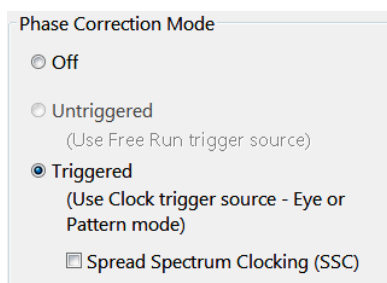 Phase Correction Mode
Off
Untriggered
(Use Free Run trigger source)
Triggered
(Use Clock trigger source - Eye or
Pattern mode)
Spread Spectrum Clocking (SSC)